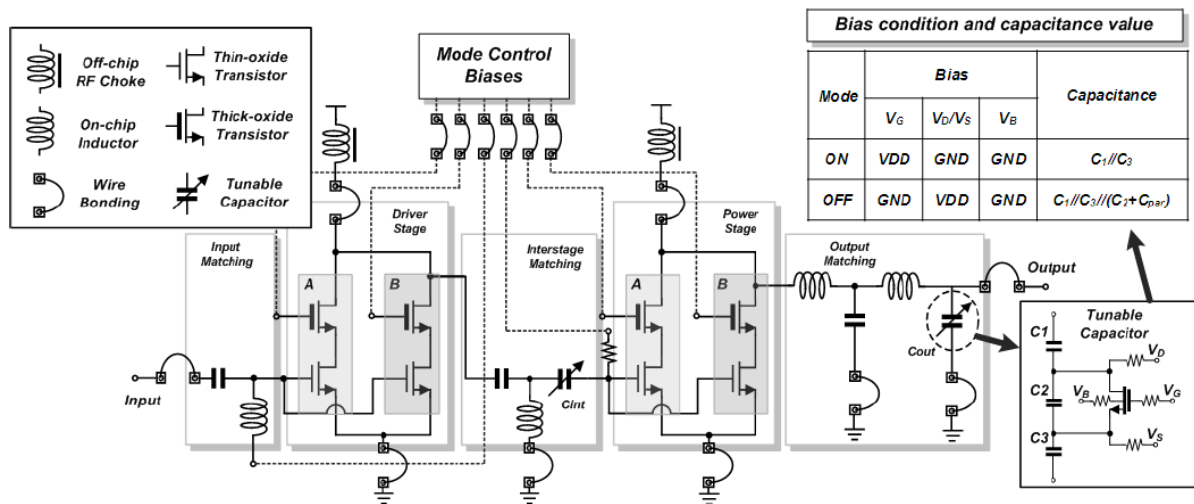 Off-chip
RF Choke
Thin-oxide
Transistor
On-chip
Inductor
Thick-oxide
Transistor
Wire
Bonding
Tunable
Capacitor
Mode Control
Biases
Bias condition and capacitance value
Mode
Bias
Capacitance
VG
VD/VS
VB
ON
VDD
GND
GND
C1//C3
OFF
GND
VDD
GND
C1//C3//(C2+Cpar)
Input
Matching
Driver
Stage
Interstage
Matching
Power
Stage
Output
Matching
A
B
A
B
Input
Cint
Cout
Output
Tunable
Capacitor
C1
C2
C3
VD
VB
VG
VS